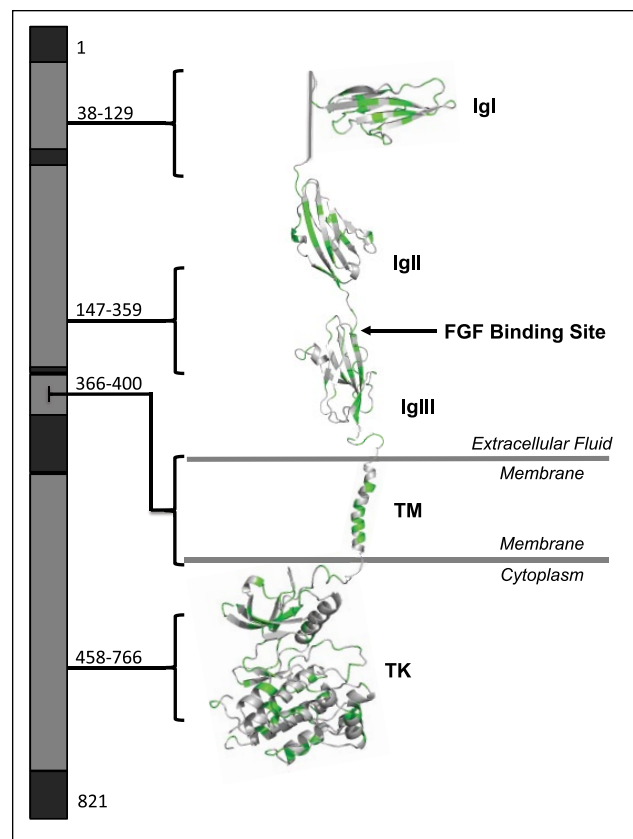 1
38-129
IgI
IgII
147-359
FGF Binding Site
366-400
IgIII
Extracellular Fluid
Membrane
TM
Membrane
Cytoplasm
458-766
TK
821